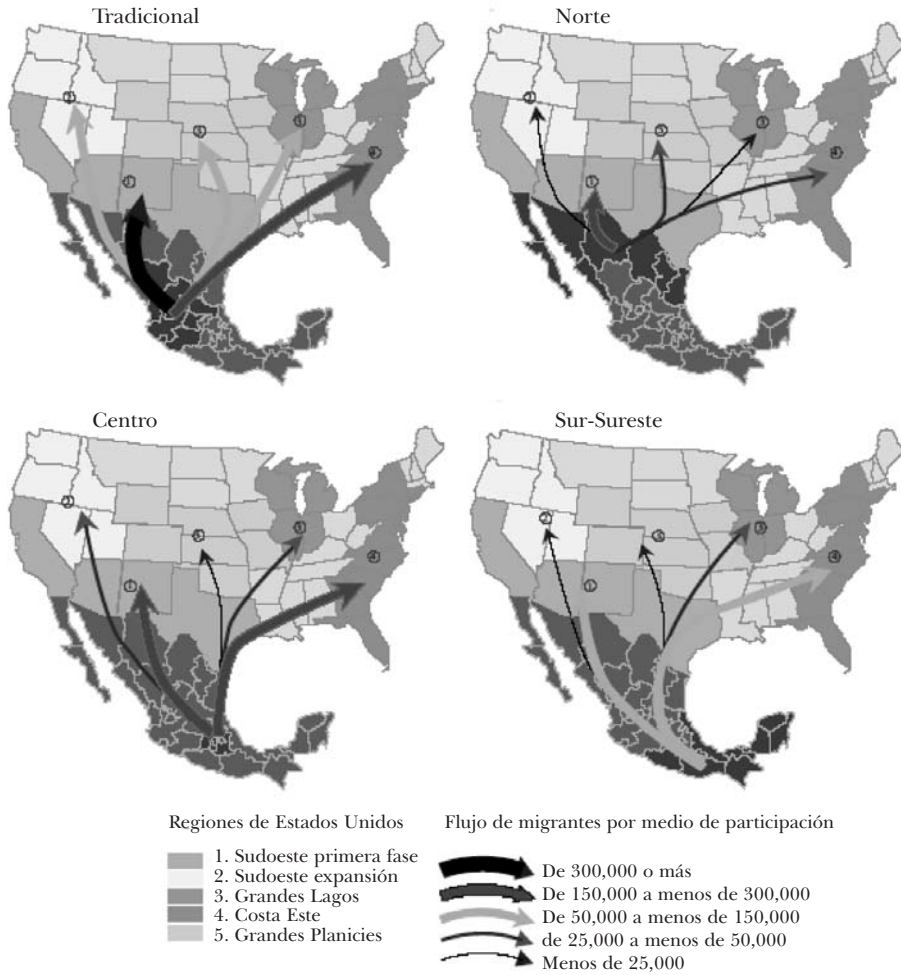 Tradicional
Norte
Centro
Sur-Sureste
Regiones de Estados Unidos
1. Sudoeste primera fase
2. Sudoeste expansión
3. Grandes Lagos
4. Costa Este
5. Grandes Planicies
Flujo de migrantes por medio de participación
De 300,000 o más
De 150,000 a menos de 300,000
De 50,000 a menos de 150,000
de 25,000 a menos de 50,000
Menos de 25,000